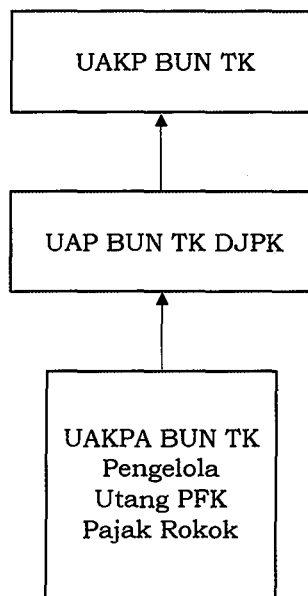 UAKP BUN TK
UAP BUN TK DJPK
UAKPA BUN TK
Pengelola
Utang PFK
Pajak Rokok